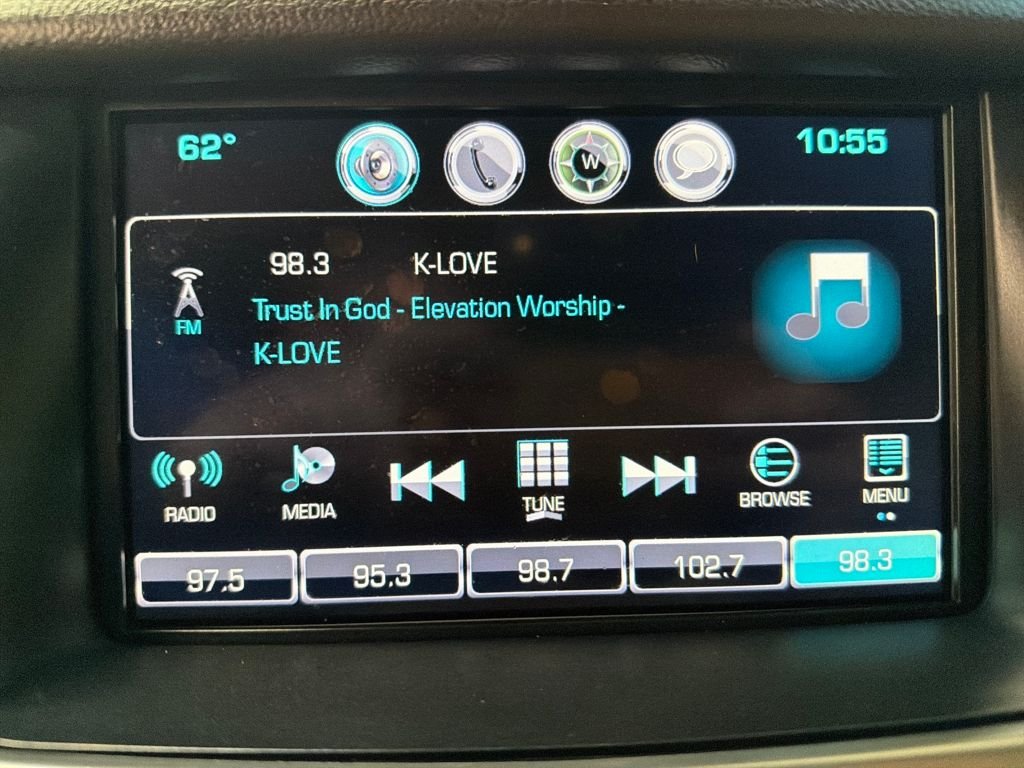 62° W 10:55
98.3 K-LOVE
FM Trust In God - Elevation Worship -
K-LOVE
RADIO MEDIA TUNE BROWSE MENU
97.5 95.3 98.7 102.7 98.3